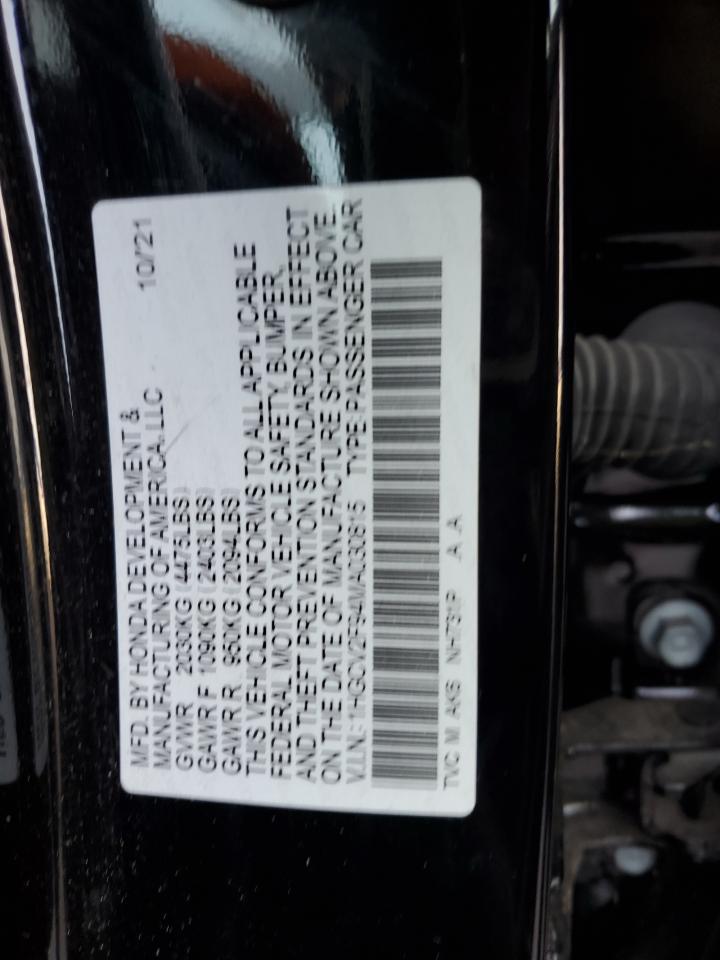 MFD. BY HONDA DEVELOPMENT &
MANUFACTURING OF AMERICA, LLC 10/21
GVWR 2030KG (4475LBS)
GAWR F 1090KG (2403LBS)
GAWR R 950KG (2094LBS)
THIS VEHICLE CONFORMS TO ALL APPLICABLE
FEDERAL MOTOR VEHICLE SAFETY, BUMPER,
AND THEFT PREVENTION STANDARDS IN EFFECT
ON THE DATE OF MANUFACTURE SHOWN ABOVE.
V.I.N.: 1HGCV2F94MA030815 TYPE: PASSENGER CAR
TVC M AKS NH731P A A